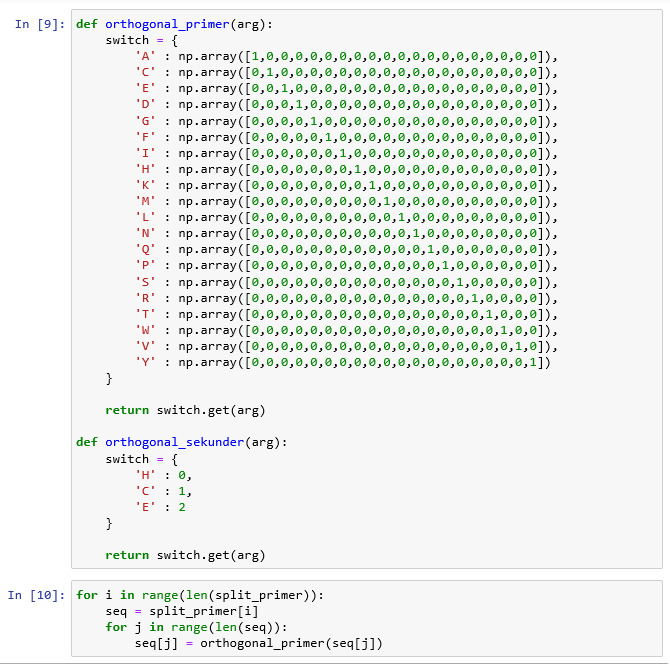 In [9]: def orthogonal_primer(arg):
    switch = {
        'A' : np.array([1,0,0,0,0,0,0,0,0,0,0,0,0,0,0,0,0,0,0,0]),
        'C' : np.array([0,1,0,0,0,0,0,0,0,0,0,0,0,0,0,0,0,0,0,0]),
        'E' : np.array([0,0,1,0,0,0,0,0,0,0,0,0,0,0,0,0,0,0,0,0]),
        'D' : np.array([0,0,0,1,0,0,0,0,0,0,0,0,0,0,0,0,0,0,0,0]),
        'G' : np.array([0,0,0,0,1,0,0,0,0,0,0,0,0,0,0,0,0,0,0,0]),
        'F' : np.array([0,0,0,0,0,1,0,0,0,0,0,0,0,0,0,0,0,0,0,0]),
        'I' : np.array([0,0,0,0,0,0,1,0,0,0,0,0,0,0,0,0,0,0,0,0]),
        'H' : np.array([0,0,0,0,0,0,0,1,0,0,0,0,0,0,0,0,0,0,0,0]),
        'K' : np.array([0,0,0,0,0,0,0,0,1,0,0,0,0,0,0,0,0,0,0,0]),
        'M' : np.array([0,0,0,0,0,0,0,0,0,1,0,0,0,0,0,0,0,0,0,0]),
        'L' : np.array([0,0,0,0,0,0,0,0,0,0,1,0,0,0,0,0,0,0,0,0]),
        'N' : np.array([0,0,0,0,0,0,0,0,0,0,0,1,0,0,0,0,0,0,0,0]),
        'Q' : np.array([0,0,0,0,0,0,0,0,0,0,0,0,1,0,0,0,0,0,0,0]),
        'P' : np.array([0,0,0,0,0,0,0,0,0,0,0,0,0,1,0,0,0,0,0,0]),
        'S' : np.array([0,0,0,0,0,0,0,0,0,0,0,0,0,0,1,0,0,0,0,0]),
        'R' : np.array([0,0,0,0,0,0,0,0,0,0,0,0,0,0,0,1,0,0,0,0]),
        'T' : np.array([0,0,0,0,0,0,0,0,0,0,0,0,0,0,0,0,1,0,0,0]),
        'W' : np.array([0,0,0,0,0,0,0,0,0,0,0,0,0,0,0,0,0,1,0,0]),
        'V' : np.array([0,0,0,0,0,0,0,0,0,0,0,0,0,0,0,0,0,0,1,0]),
        'Y' : np.array([0,0,0,0,0,0,0,0,0,0,0,0,0,0,0,0,0,0,0,1])
    }
    return switch.get(arg)
def orthogonal_sekunder(arg):
    switch = {
        'H' : 0,
        'C' : 1,
        'E' : 2
    }
    return switch.get(arg)
In [10]: for i in range(len(split_primer)):
    seq = split_primer[i]
    for j in range(len(seq)):
        seq[j] = orthogonal_primer(seq[j])